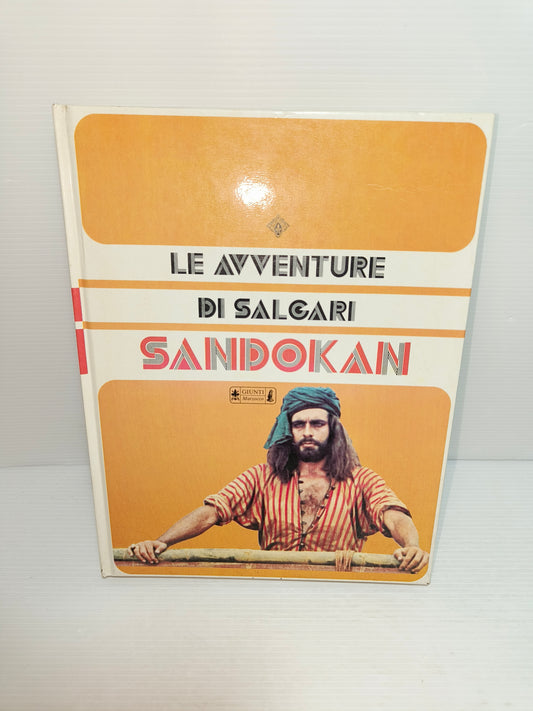 LE AVVENTURE
DI SALGARI
SANDOKAN
GIUNTI
Marzocco